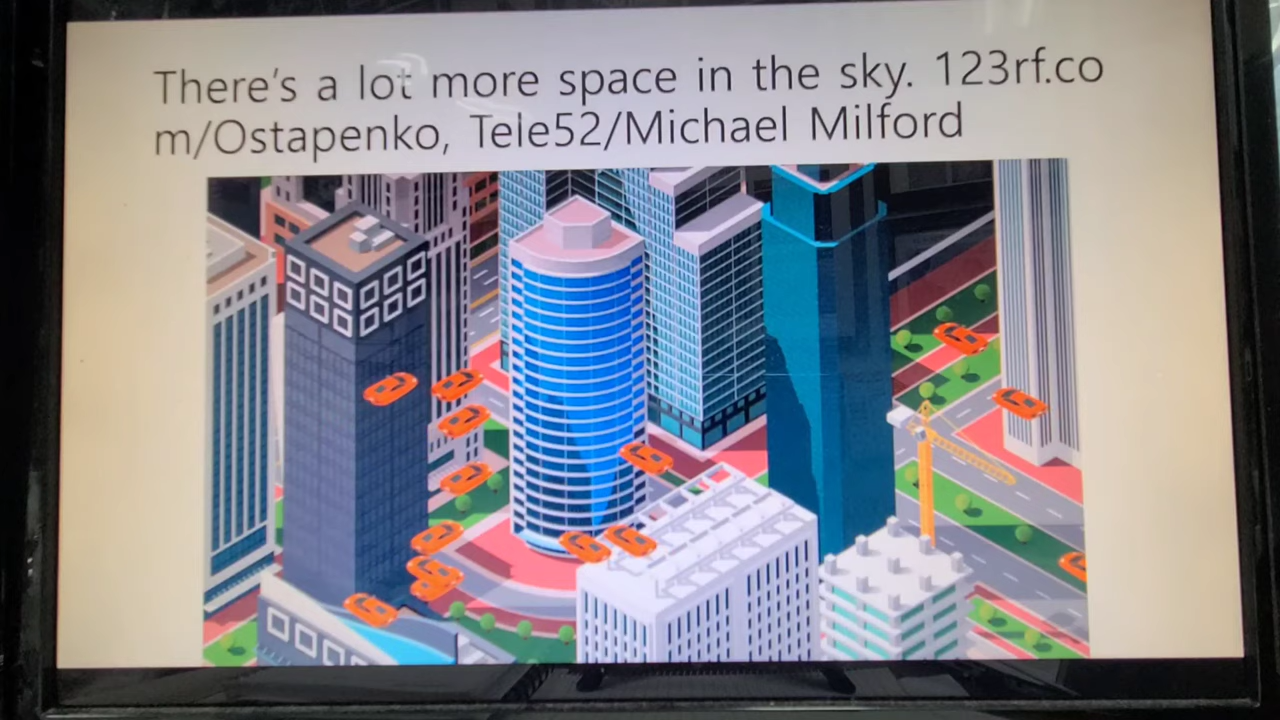 There's a lot more space in the sky. 123rf.co
m/Ostapenko, Tele52/Michael Milford